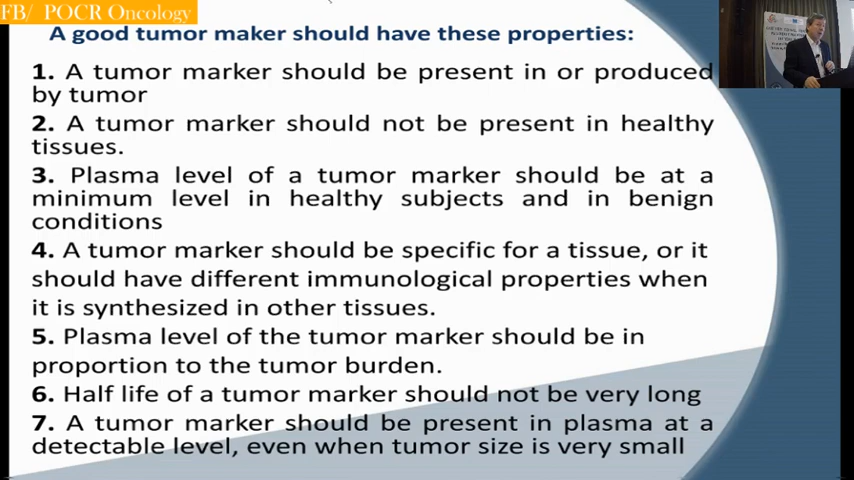 FB/ POCR Oncology
A good tumor maker should have these properties:
1. A tumor marker should be present in or produced
by tumor
2. A tumor marker should not be present in healthy
tissues.
3. Plasma level of a tumor marker should be at a
minimum level in healthy subjects and in benign
conditions
4. A tumor marker should be specific for a tissue, or it
should have different immunological properties when
it is synthesized in other tissues.
5. Plasma level of the tumor marker should be in
proportion to the tumor burden.
6. Half life of a tumor marker should not be very long
7. A tumor marker should be present in plasma at a
detectable level, even when tumor size is very small